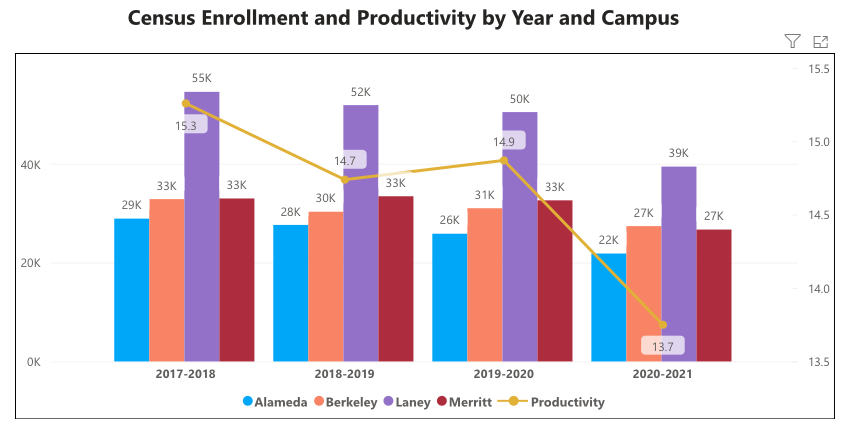 Census Enrollment and Productivity by Year and Campus
15.5
55K
52K
50K
15.3
15.0
14.9
14.7
39K
40K
33K
33K
33K
33K
31K
30K
29K
28K
26K
27K
27K
14.5
22K
20K
14.0
13.7
0K
13.5
2017-2018 2018-2019 2019-2020 2020-2021
Alameda Berkeley Laney Merritt Productivity